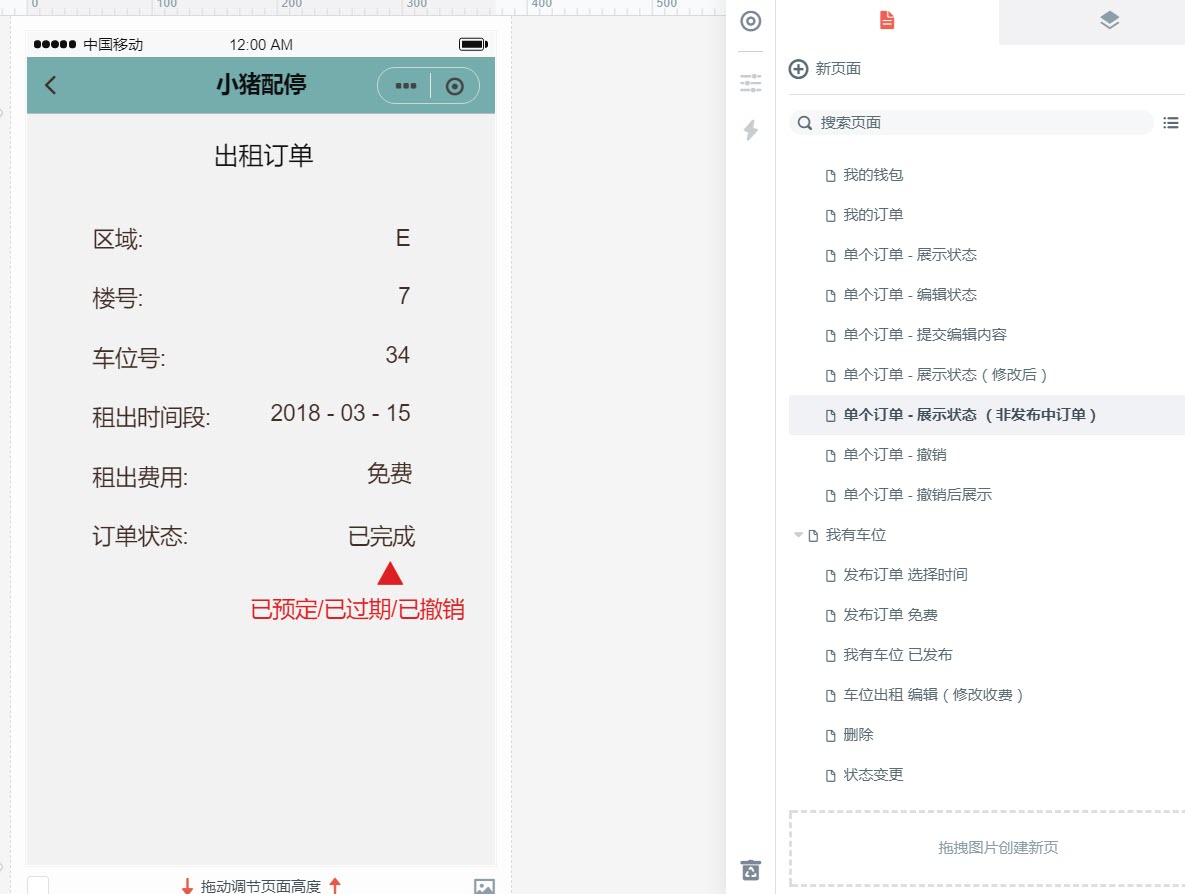 0 100 200 300 400 500
中国移动 12:00 AM
小猪配停
出租订单
区域: E
楼号: 7
车位号: 34
租出时间段: 2018 - 03 - 15
租出费用: 免费
订单状态: 已完成
已预定/已过期/已撤销
拖动调节页面高度
新页面
搜索页面
我的钱包
我的订单
单个订单 - 展示状态
单个订单 - 编辑状态
单个订单 - 提交编辑内容
单个订单 - 展示状态（修改后）
单个订单 - 展示状态 （非发布中订单）
单个订单 - 撤销
单个订单 - 撤销后展示
我有车位
发布订单 选择时间
发布订单 免费
我有车位 已发布
车位出租 编辑（修改收费）
删除
状态变更
拖拽图片创建新页